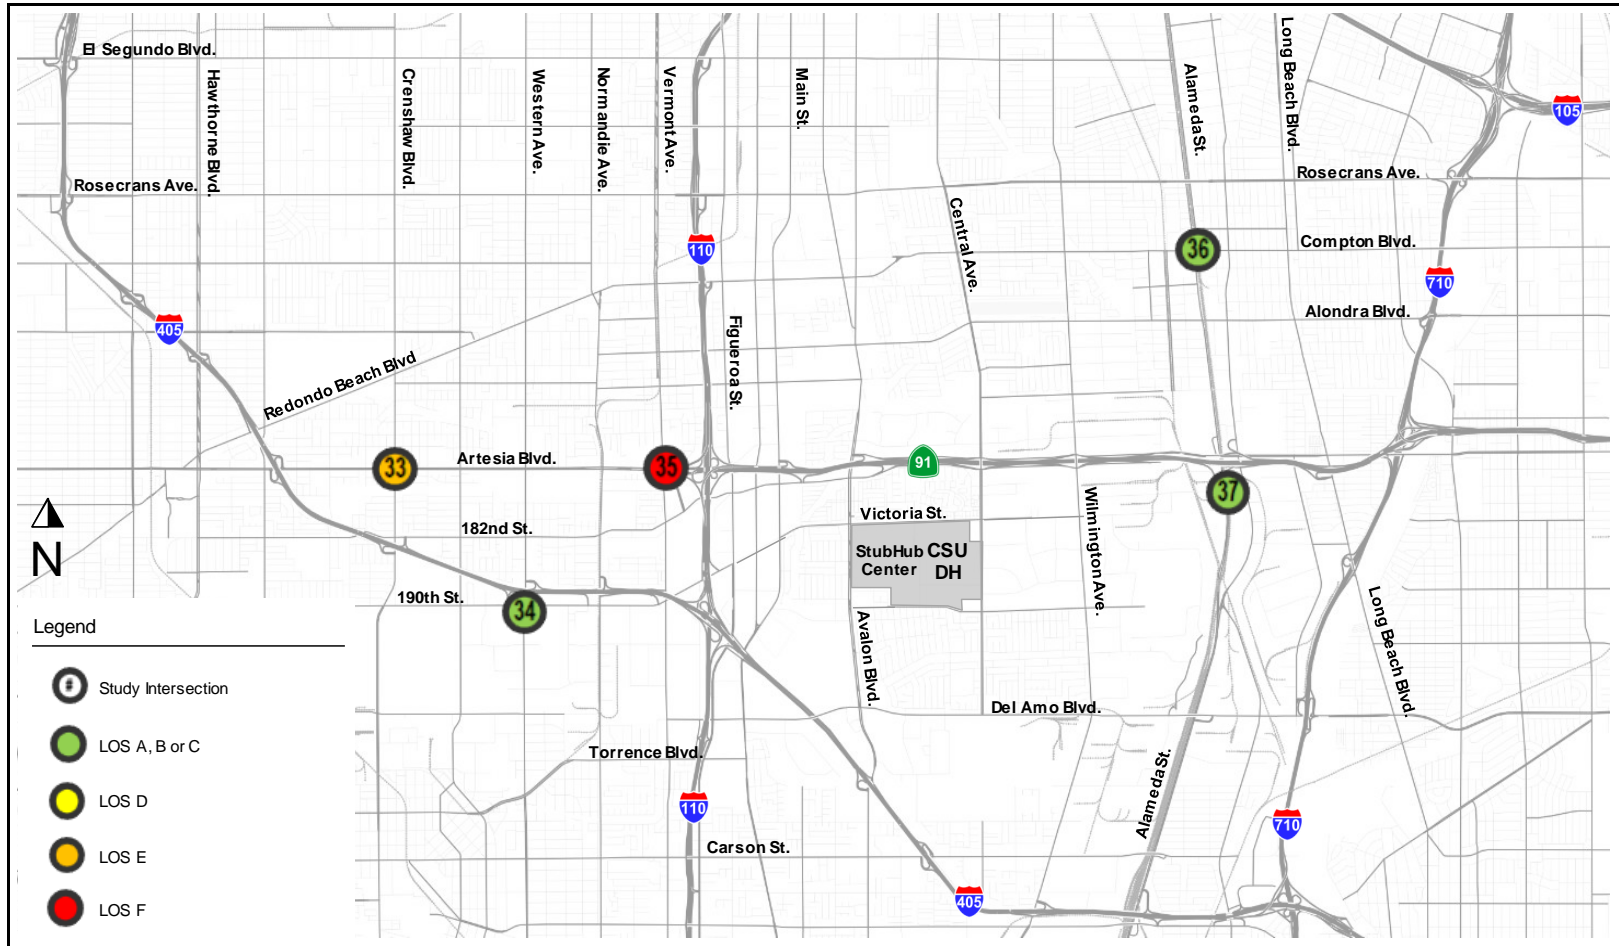 El Segundo Blvd.
Hawthorne Blvd.
Crenshaw Blvd.
Western Ave.
Normandie Ave.
Vermont Ave.
Main St.
Alameda St.
Long Beach Blvd.
105
Rosecrans Ave.
Rosecrans Ave.
Central Ave.
110
36
Compton Blvd.
710
405
Figueroa St.
Alondra Blvd.
Redondo Beach Blvd
33
Artesia Blvd.
35
91
37
Wilmington Ave.
Victoria St.
182nd St.
N
StubHub
Center
CSU
DH
190th St.
34
Avalon Blvd.
Long Beach Blvd.
Legend
#
Study Intersection
LOS A, B or C
LOS D
LOS E
LOS F
Del Amo Blvd.
Torrence Blvd.
Alameda St.
110
710
Carson St.
405